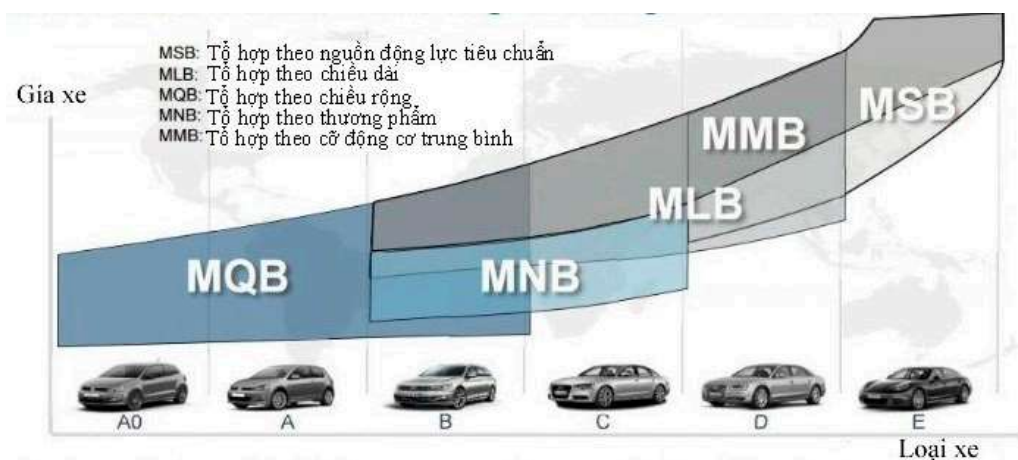 MSB: Tổ hợp theo nguồn động lực tiêu chuẩn
MLB: Tổ hợp theo chiều dài
MQB: Tổ hợp theo chiều rộng
MNB: Tổ hợp theo thương phẩm
MMB: Tổ hợp theo cỡ động cơ trung bình
Gía xe
MSB
MMB
MLB
MQB
MNB
A0
A
B
C
D
E
Loại xe